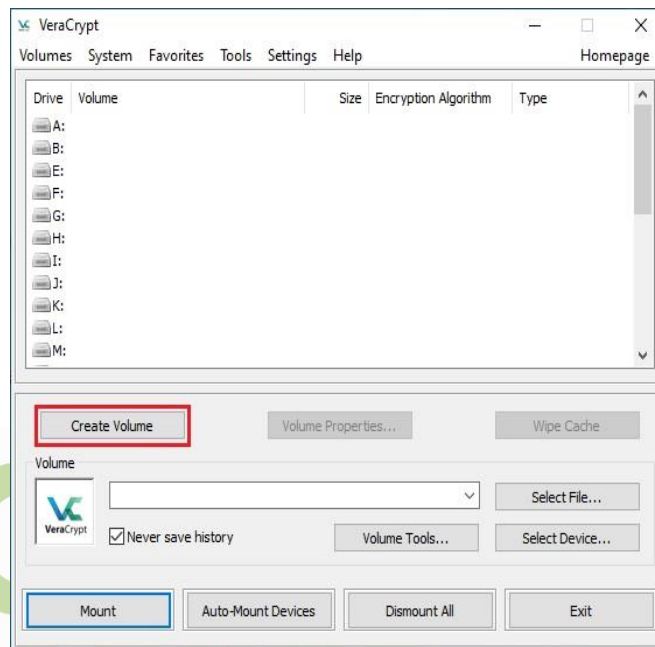 VeraCrypt
Volumes System Favorites Tools Settings Help Homepage
Drive Volume Size Encryption Algorithm Type
A:
B:
E:
F:
G:
H:
I:
J:
K:
L:
M:
Create Volume Volume Properties... Wipe Cache
Volume
VeraCrypt
Select File...
Never save history Volume Tools... Select Device...
Mount Auto-Mount Devices Dismount All Exit